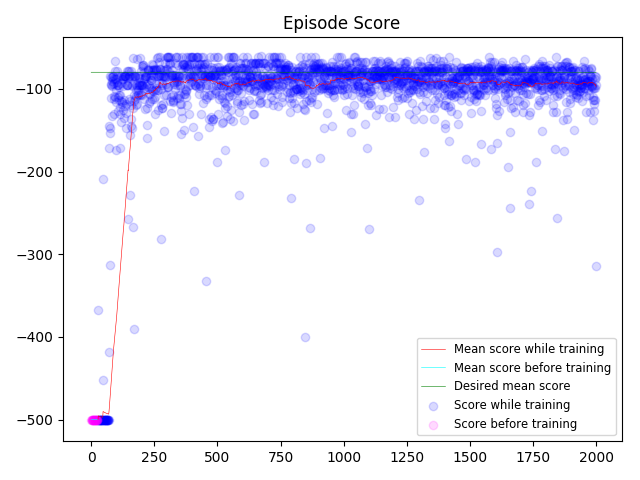 Episode Score
−100
−200
−300
−400
−500
0
250
500
750
1000
1250
1500
1750
2000
Mean score while training
Mean score before training
Desired mean score
Score while training
Score before training